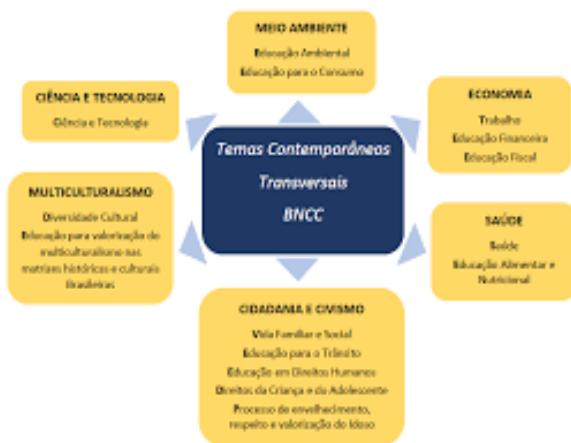 MEIO AMBIENTE
Educação Ambiental
Educação para o Consumo
CIÊNCIA E TECNOLOGIA
Ciência e Tecnologia
ECONOMIA
Trabalho
Educação Financeira
Educação Fiscal
Temas Contemporâneos
Transversais
BNCC
MULTICULTURALISMO
Diversidade Cultural
Educação para valorização do
multiculturalismo nas
matrizes históricas e culturais
Brasileiras
SAÚDE
Saúde
Educação Alimentar e
Nutricional
CIDADANIA E CIVISMO
Vida Familiar e Social
Educação para o Trânsito
Educação em Direitos Humanos
Direitos da Criança e do Adolescente
Processo de envelhecimento,
respeito e valorização do Idoso